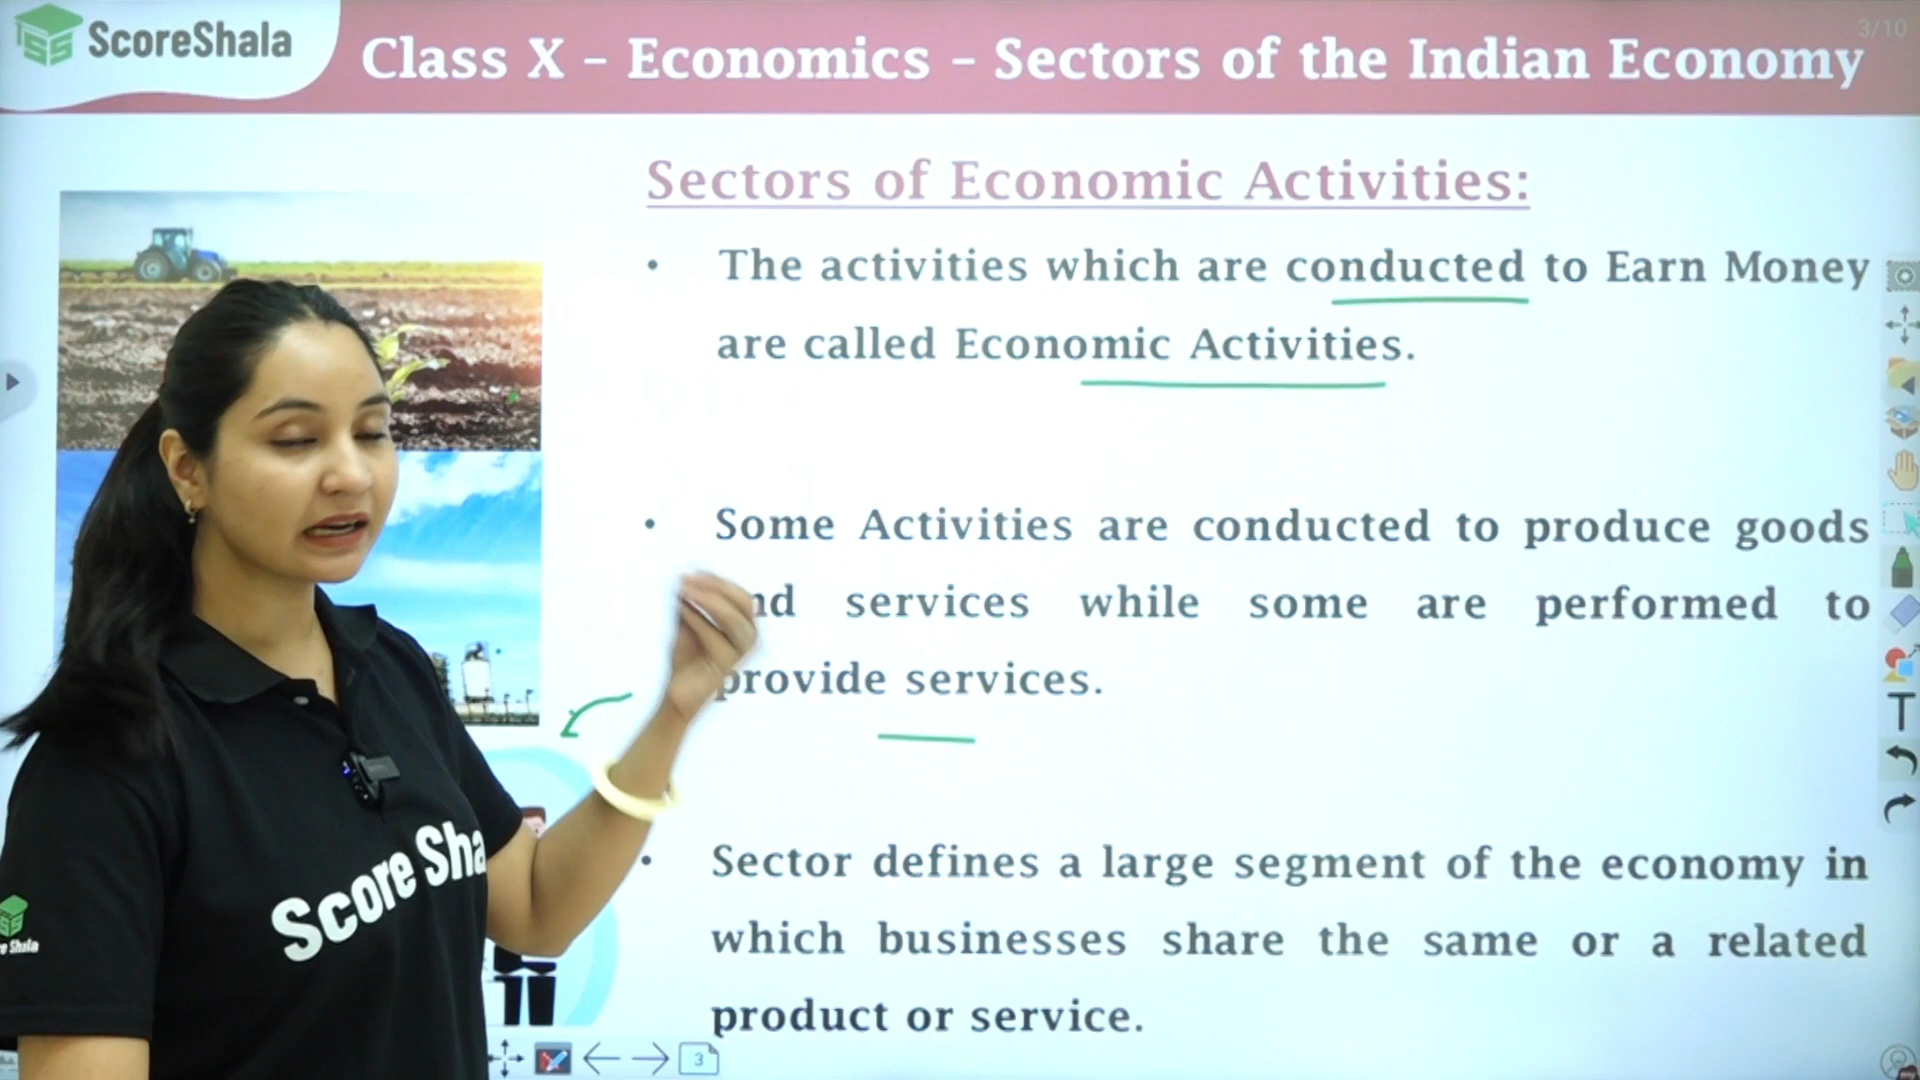 ScoreShala
3/10
Class X – Economics – Sectors of the Indian Economy
Sectors of Economic Activities:
• The activities which are conducted to Earn Money
are called Economic Activities.
• Some Activities are conducted to produce goods
nd services while some are performed to
provide services.
• Sector defines a large segment of the economy in
which businesses share the same or a related
product or service.
Score Sha
e Shala
T
3